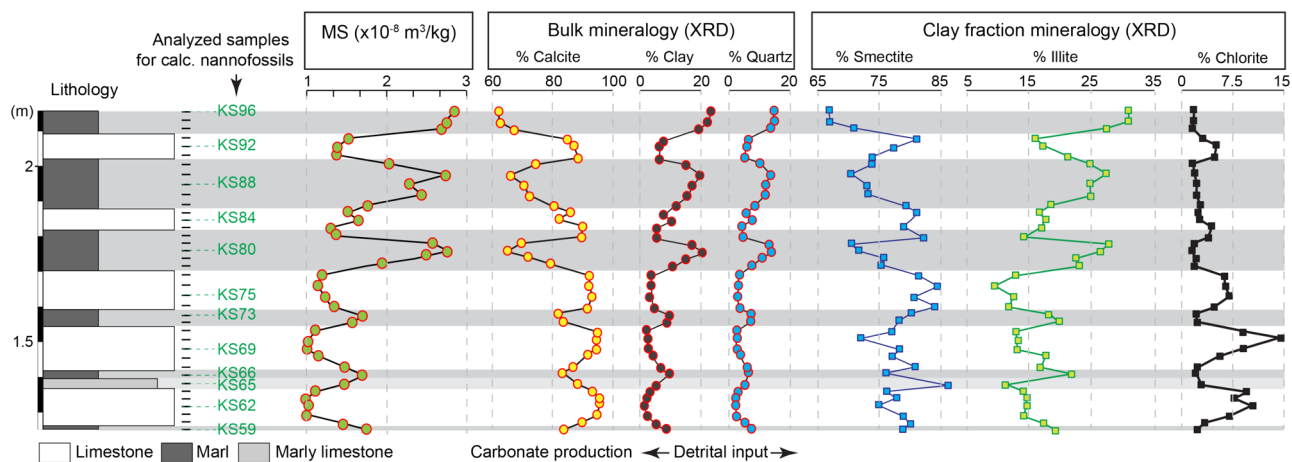 MS (x10⁻⁸ m³/kg)
Bulk mineralogy (XRD)
Clay fraction mineralogy (XRD)
Analyzed samples
for calc. nannofossils
% Calcite
% Clay
% Quartz
% Smectite
% Illite
% Chlorite
Lithology
1 2 3
60 80 100
0 20
0 15 20
65 75 85
5 15 25 35
0 7.5 15
(m)
KS96
KS92
2
KS88
KS84
KS80
KS75
KS73
1.5
KS69
KS66
KS65
KS62
KS59
Limestone
Marl
Marly limestone
Carbonate production
Detrital input